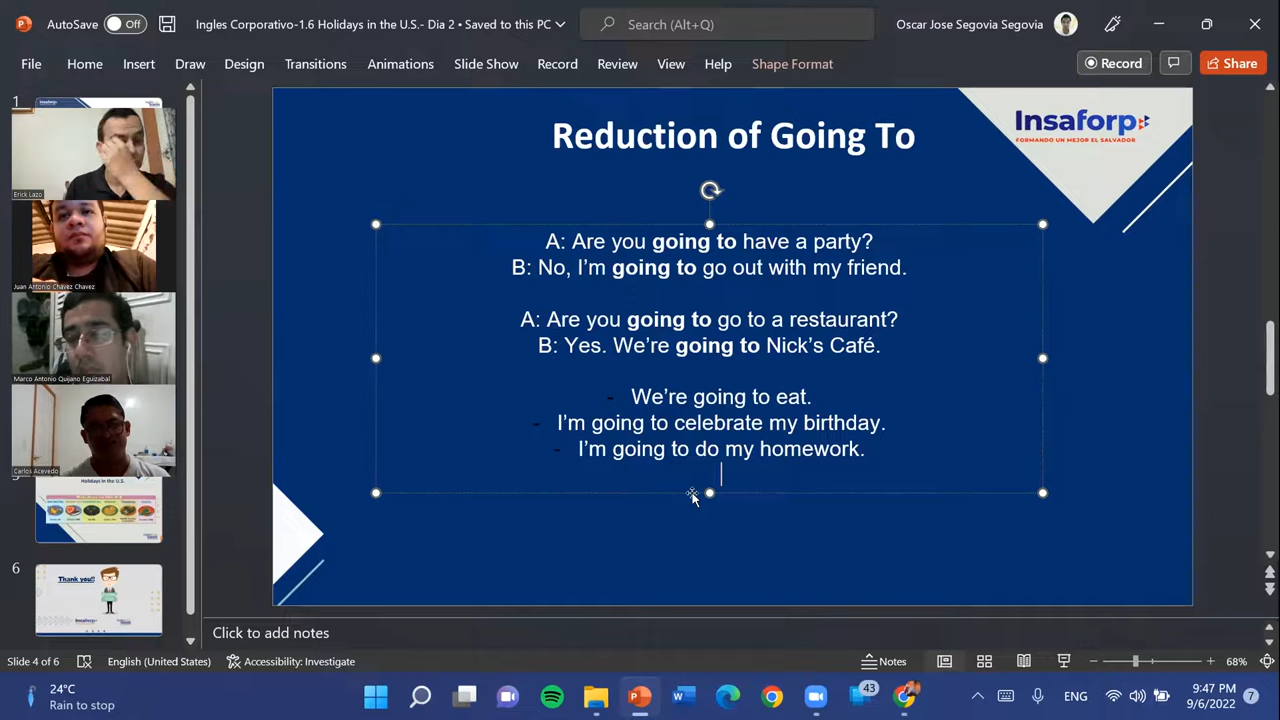 AutoSave Off Ingles Corporativo-1.6 Holidays in the U.S.- Dia 2 • Saved to this PC Search (Alt+Q) Oscar Jose Segovia Segovia
File Home Insert Draw Design Transitions Animations Slide Show Record Review View Help Shape Format Record Share
1
Erick Lazo
Juan Antonio Chávez Chavez
Marco Antonio Quijano Eguizabal
Carlos Acevedo
Holidays in the U.S.
6
Thank you!!
Reduction of Going To
Insaforp
FORMANDO UN MEJOR EL SALVADOR
A: Are you going to have a party?
B: No, I'm going to go out with my friend.
A: Are you going to go to a restaurant?
B: Yes. We're going to Nick's Café.
- We're going to eat.
- I'm going to celebrate my birthday.
- I'm going to do my homework.
Click to add notes
Slide 4 of 6 English (United States) Accessibility: Investigate Notes 68%
24°C
Rain to stop
43
ENG
9:47 PM
9/6/2022
7